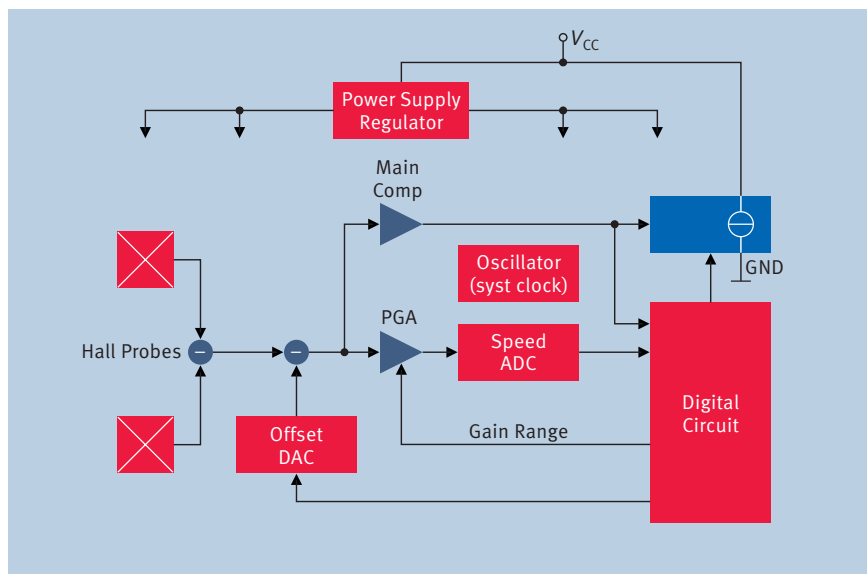 VCC
Power Supply
Regulator
Main
Comp
Oscillator
(syst clock)
GND
PGA
Hall Probes
–
–
Speed
ADC
Digital
Circuit
Offset
DAC
Gain Range